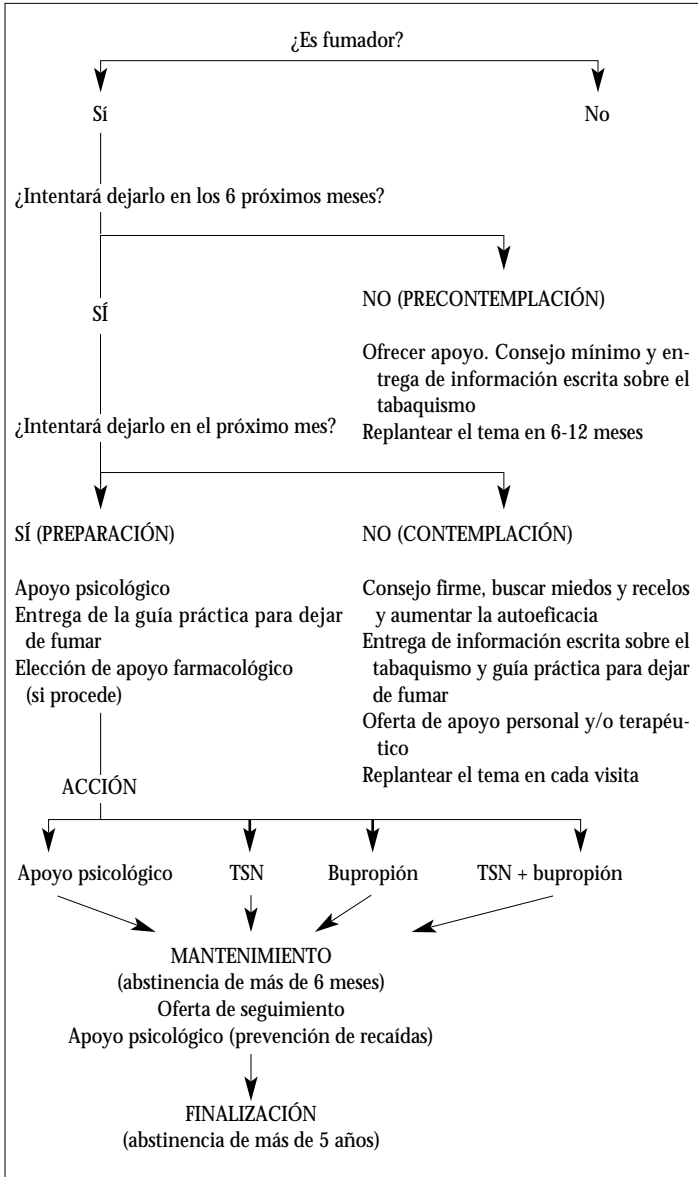 ¿Es fumador?
Sí
No
¿Intentará dejarlo en los 6 próximos meses?
SÍ
NO (PRECONTEMPLACIÓN)
Ofrecer apoyo. Consejo mínimo y en-
trega de información escrita sobre el
tabaquismo
Replantear el tema en 6-12 meses
¿Intentará dejarlo en el próximo mes?
SÍ (PREPARACIÓN)
Apoyo psicológico
Entrega de la guía práctica para dejar
de fumar
Elección de apoyo farmacológico
(si procede)
NO (CONTEMPLACIÓN)
Consejo firme, buscar miedos y recelos
y aumentar la autoeficacia
Entrega de información escrita sobre el
tabaquismo y guía práctica para dejar
de fumar
Oferta de apoyo personal y/o terapéu-
tico
Replantear el tema en cada visita
ACCIÓN
Apoyo psicológico
TSN
Bupropión
TSN + bupropión
MANTENIMIENTO
(abstinencia de más de 6 meses)
Oferta de seguimiento
Apoyo psicológico (prevención de recaídas)
FINALIZACIÓN
(abstinencia de más de 5 años)